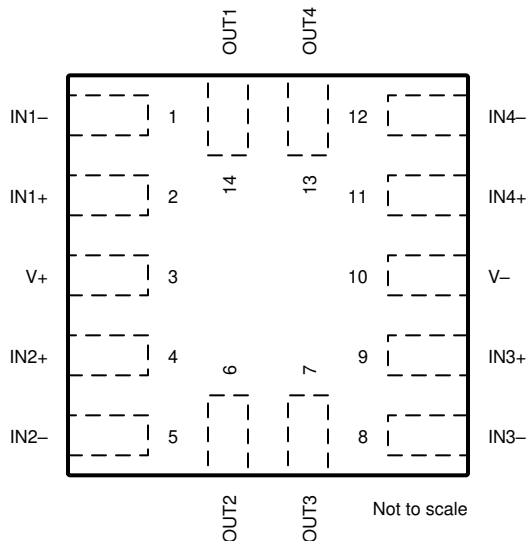 OUT1 OUT4
IN1– 1 12 IN4–
14 13
IN1+ 2 11 IN4+
V+ 3 10 V–
IN2+ 4 6 7 9 IN3+
IN2– 5 8 IN3–
OUT2 OUT3
Not to scale